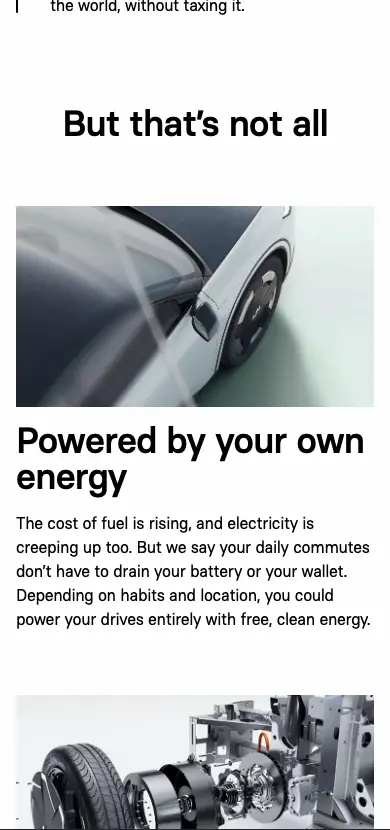 the world, without taxing it.
But that's not all
Powered by your own
energy
The cost of fuel is rising, and electricity is
creeping up too. But we say your daily commutes
don't have to drain your battery or your wallet.
Depending on habits and location, you could
power your drives entirely with free, clean energy.